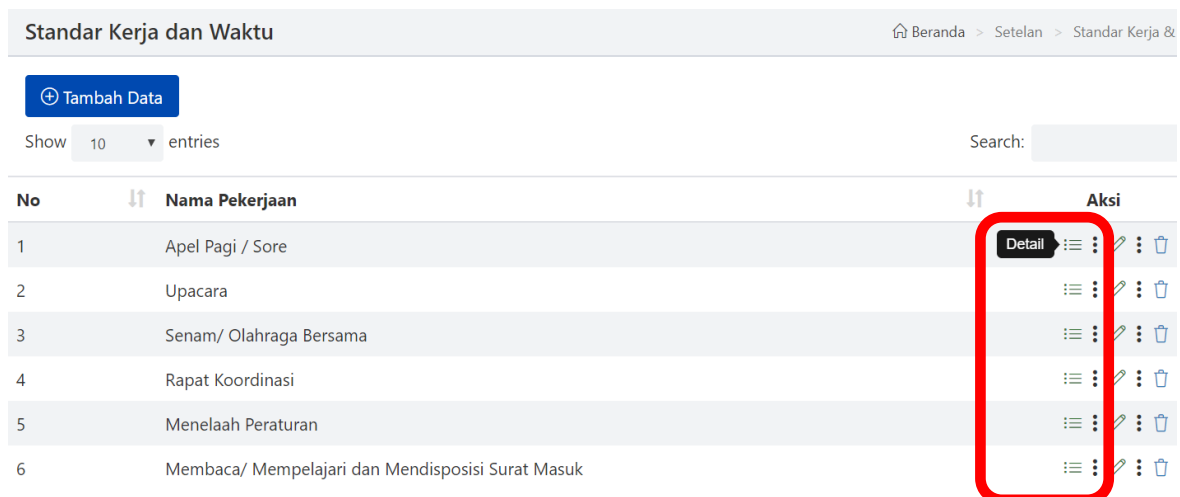 Standar Kerja dan Waktu
Beranda > Setelan > Standar Kerja &
Tambah Data
Show 10 entries
Search:
No Nama Pekerjaan Aksi
1 Apel Pagi / Sore Detail
2 Upacara
3 Senam/ Olahraga Bersama
4 Rapat Koordinasi
5 Menelaah Peraturan
6 Membaca/ Mempelajari dan Mendisposisi Surat Masuk